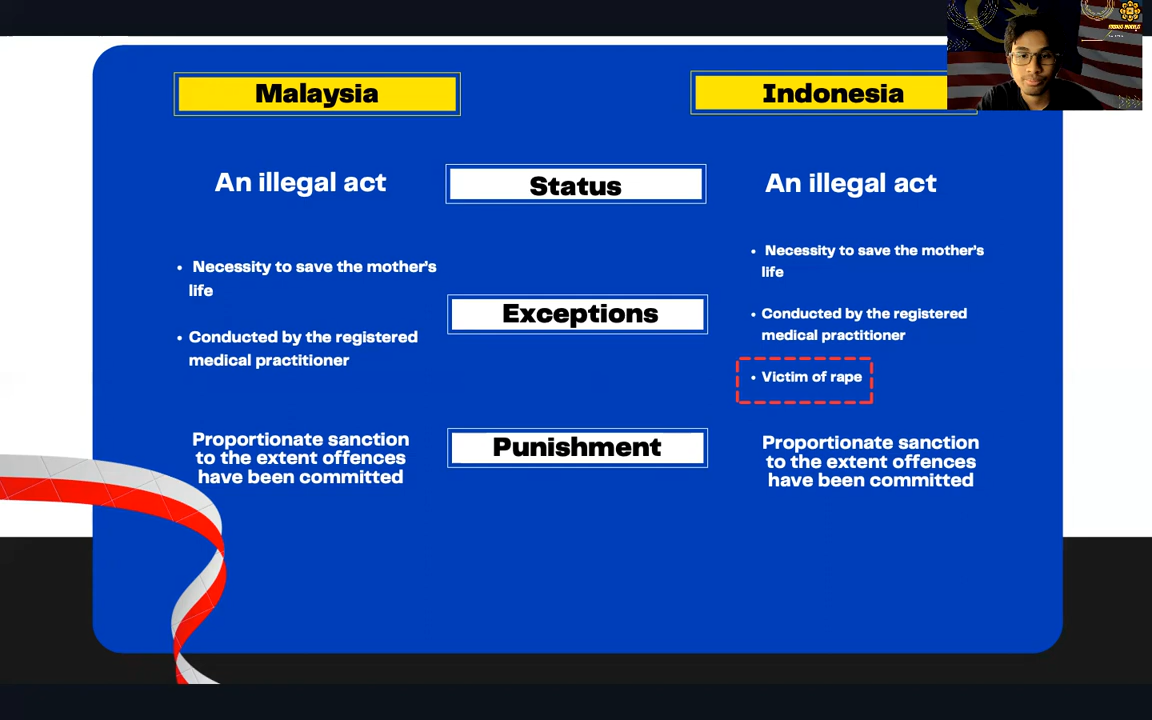 Malaysia
Indonesia
An illegal act
Status
An illegal act
• Necessity to save the mother's
life
• Conducted by the registered
medical practitioner
Exceptions
• Necessity to save the mother's
life
• Conducted by the registered
medical practitioner
• Victim of rape
Proportionate sanction
to the extent offences
have been committed
Punishment
Proportionate sanction
to the extent offences
have been committed